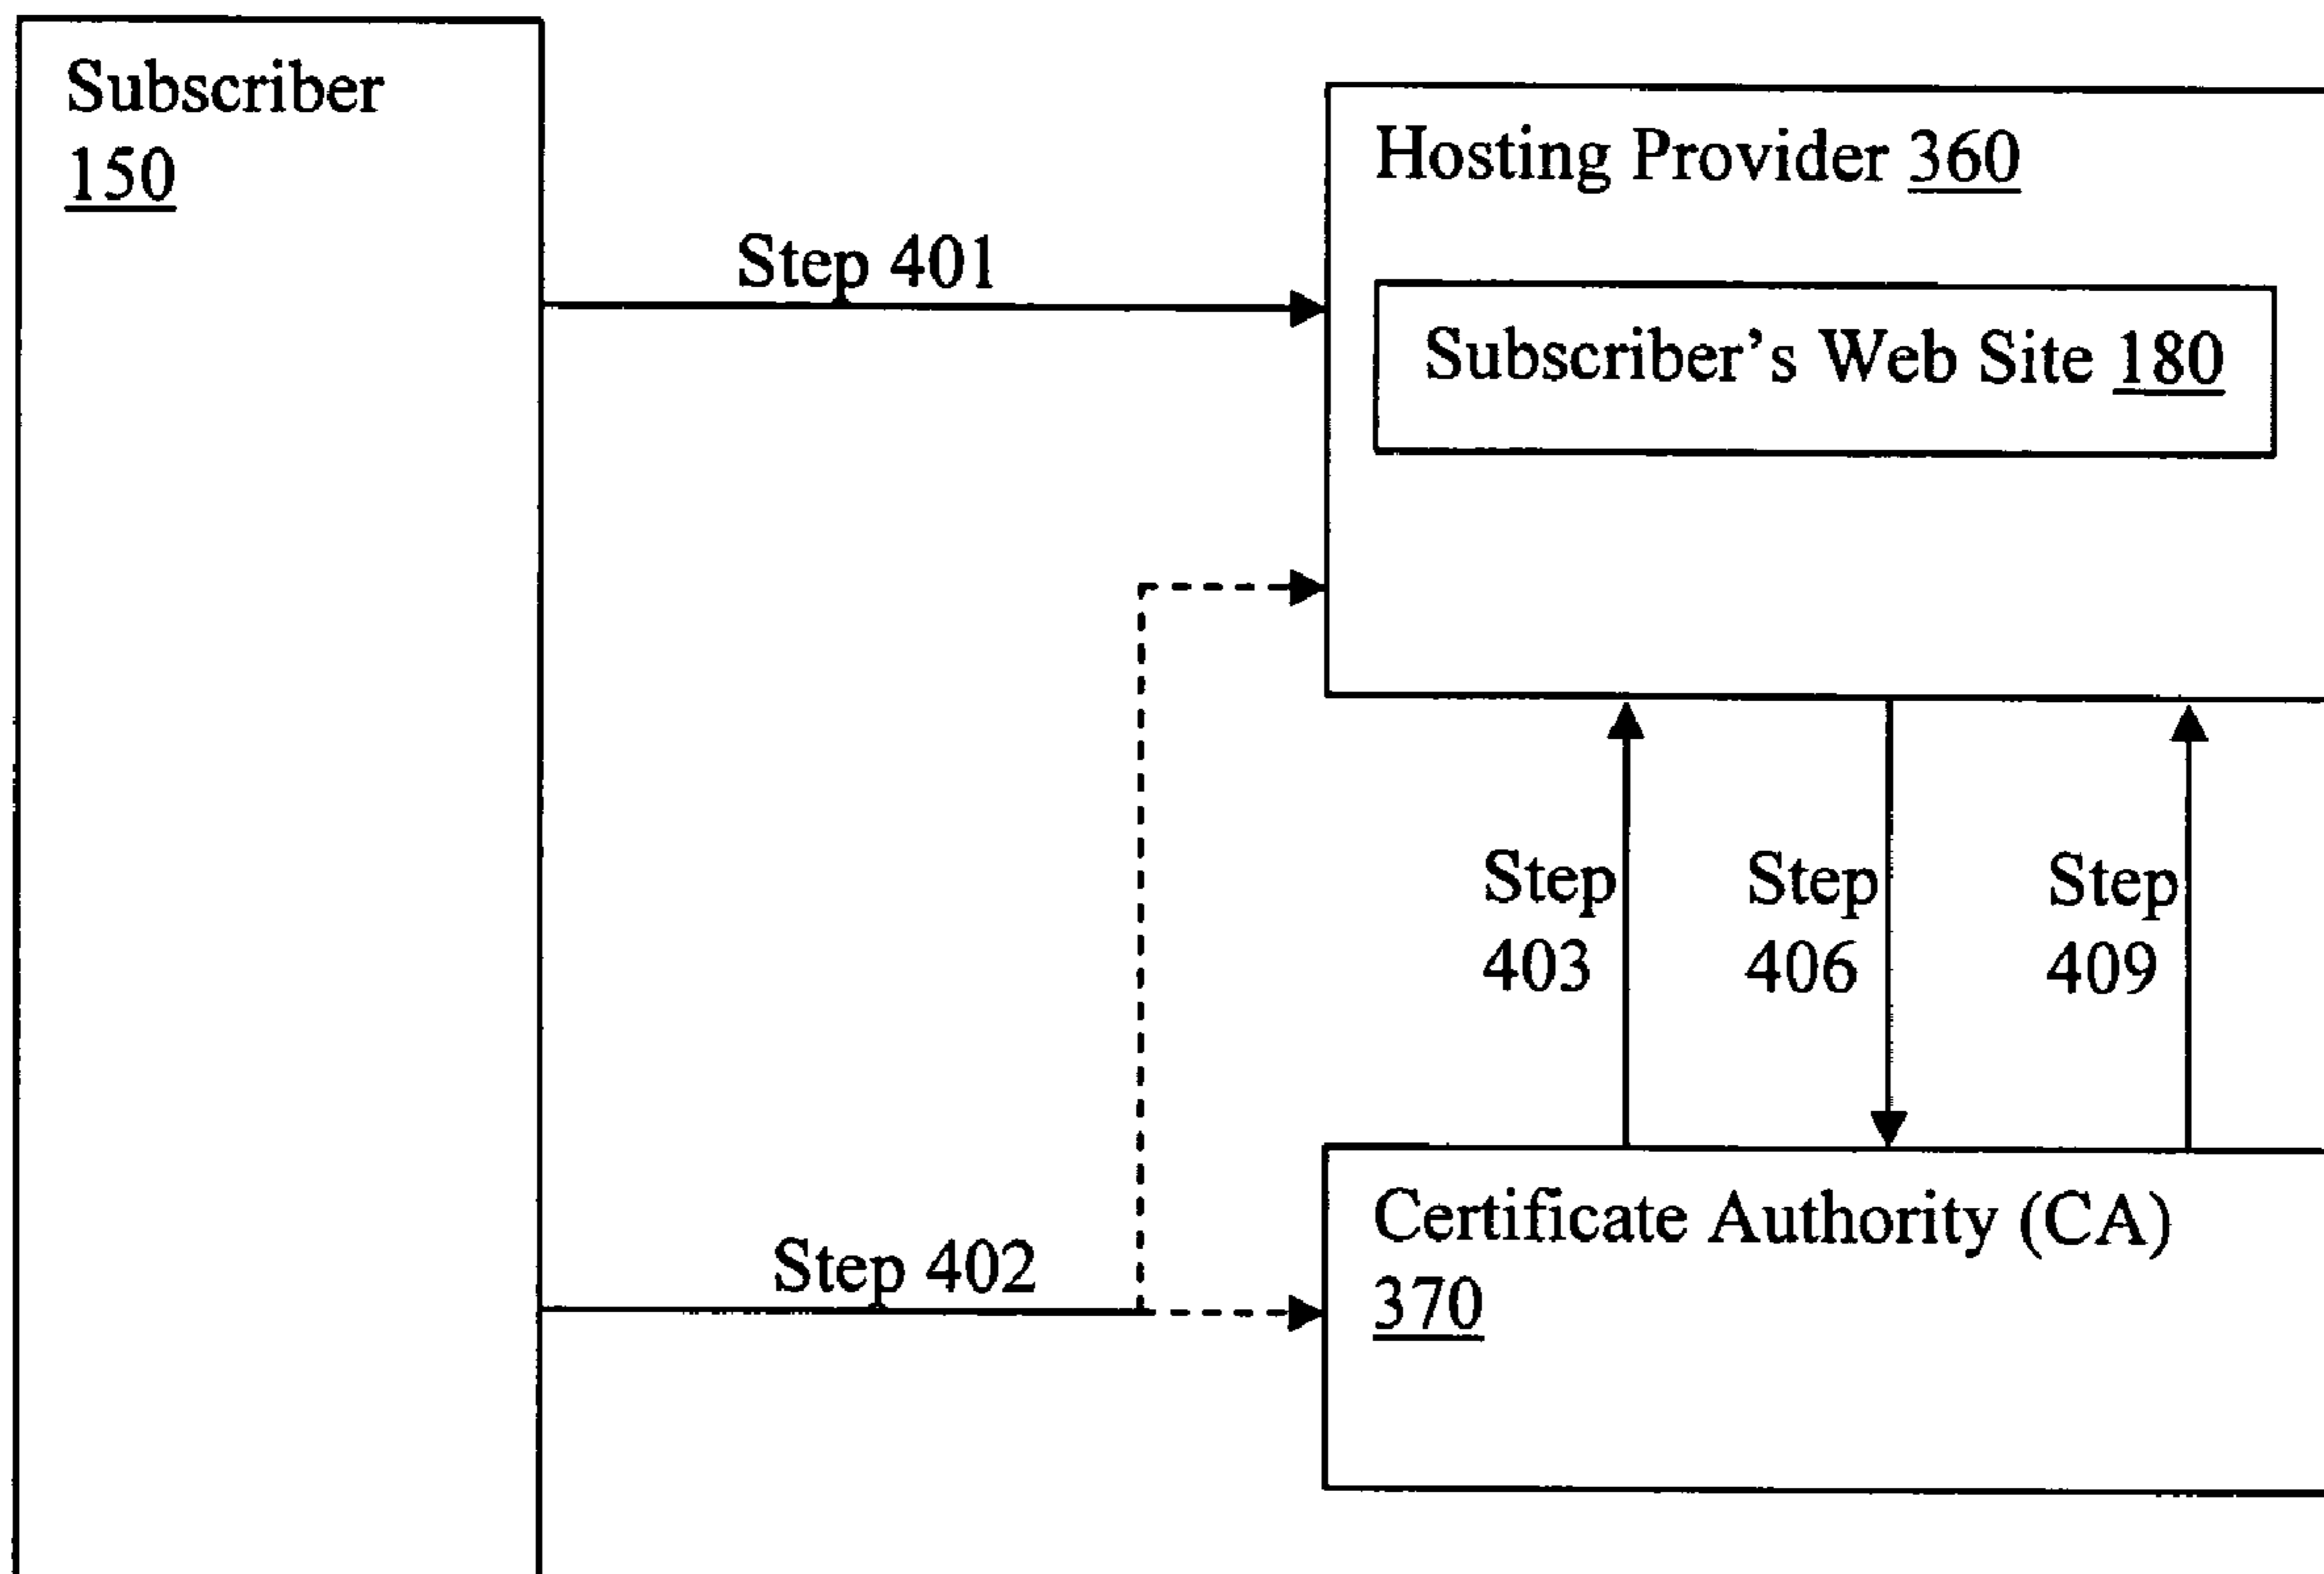 Subscriber
150
Step 401
Hosting Provider 360
Subscriber's Web Site 180
Step
403
Step
406
Step
409
Step 402
Certificate Authority (CA)
370